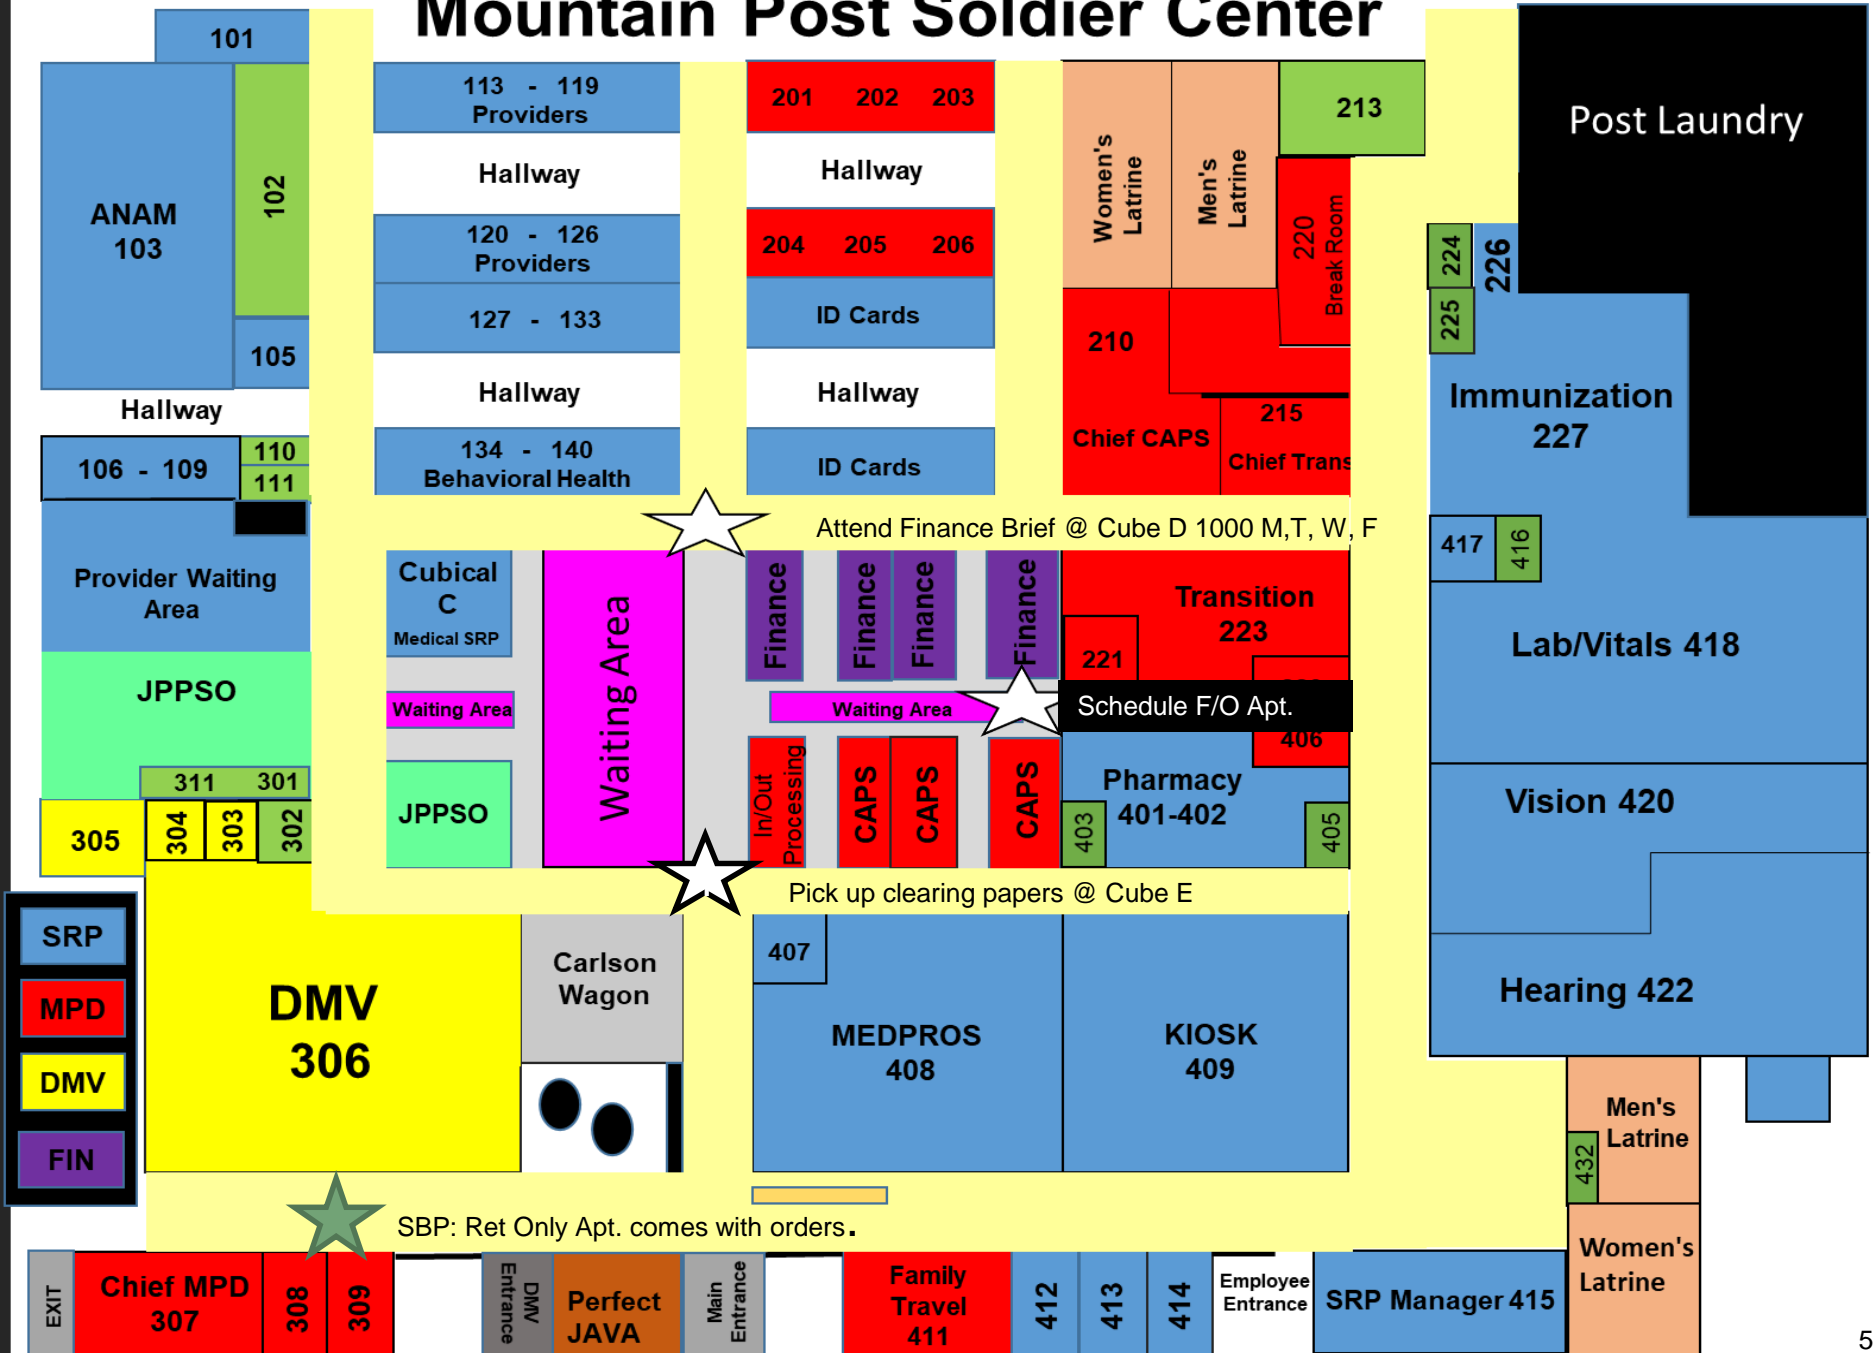 Mountain Post Soldier Center
101
ANAM
103
102
105
Hallway
106 - 109
110
111
Provider Waiting
Area
JPPSO
311 301
305
304
303
302
113 - 119
Providers
Hallway
120 - 126
Providers
127 - 133
Hallway
134 - 140
Behavioral Health
201 202 203
Hallway
204 205 206
ID Cards
Hallway
ID Cards
Women's
Latrine
Men's
Latrine
213
220
Break Room
210
Chief CAPS
215
Chief Trans
Post Laundry
224
225
226
Immunization
227
417
416
Lab/Vitals 418
Vision 420
Hearing 422
Attend Finance Brief @ Cube D 1000 M,T, W, F
Cubical
C
Medical SRP
Waiting Area
JPPSO
Waiting Area
Finance
Finance
Finance
Finance
Waiting Area
In/Out
Processing
CAPS
CAPS
CAPS
Transition
223
221
Schedule F/O Apt.
406
Pharmacy
401-402
403
405
Pick up clearing papers @ Cube E
SRP
MPD
DMV
FIN
DMV
306
Carlson
Wagon
407
MEDPROS
408
KIOSK
409
Men's
Latrine
432
Women's
Latrine
SBP: Ret Only Apt. comes with orders.
EXIT
Chief MPD
307
308
309
DMV
Entrance
Perfect
JAVA
Main
Entrance
Family
Travel
411
412
413
414
Employee
Entrance
SRP Manager 415
5